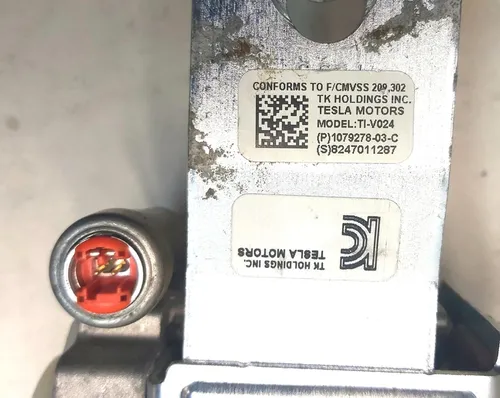 CONFORMS TO F/CMVSS 209,302
TK HOLDINGS INC.
TESLA MOTORS
MODEL:TI-V024
(P)1079278-03-C
(S)8247011287
TK HOLDINGS INC.
TESLA MOTORS